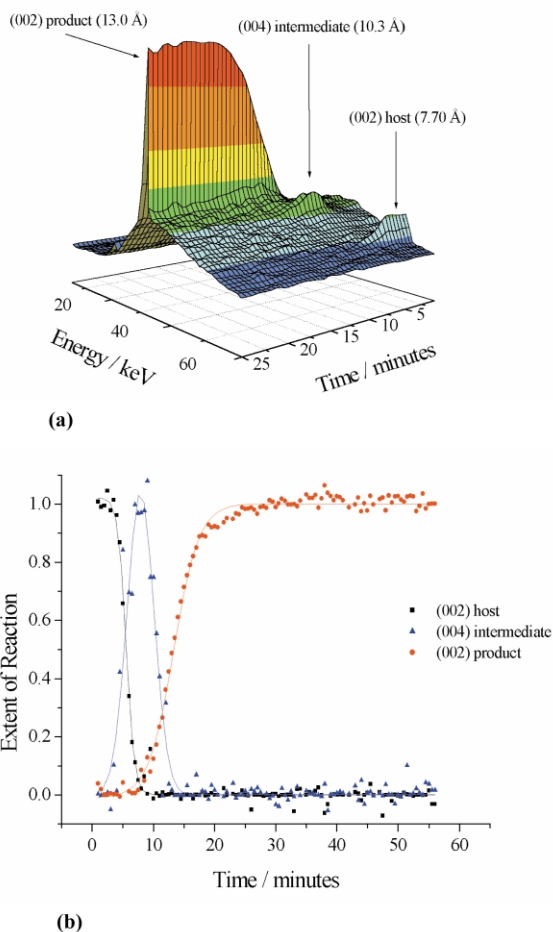 (002) product (13.0 Å)
(004) intermediate (10.3 Å)
(002) host (7.70 Å)
20
40
60
Energy / keV
25
20
15
10
5
Time / minutes
(a)
1.0
0.8
0.6
0.4
0.2
0.0
Extent of Reaction
(002) host
(004) intermediate
(002) product
0
10
20
30
40
50
60
Time / minutes
(b)